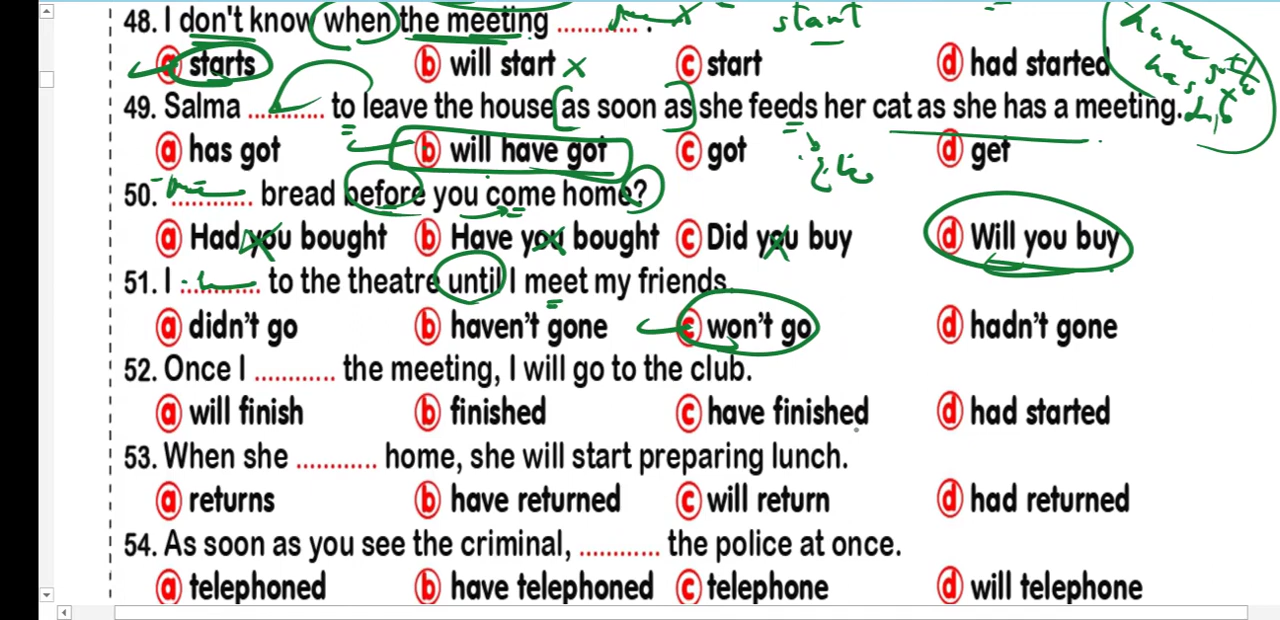 48. I don't know when the meeting ............ . start
a starts b will start x c start d had started
have
has got to
49. Salma ............ to leave the house as soon as she feeds her cat as she has a meeting.
a has got b will have got c got d get
50. ............ bread before you come home?
a Had you bought b Have you bought c Did you buy d Will you buy
51. I ............ to the theatre until I meet my friends.
a didn't go b haven't gone c won't go d hadn't gone
52. Once I ............ the meeting, I will go to the club.
a will finish b finished c have finished d had started
53. When she ............ home, she will start preparing lunch.
a returns b have returned c will return d had returned
54. As soon as you see the criminal, ............ the police at once.
a telephoned b have telephoned c telephone d will telephone